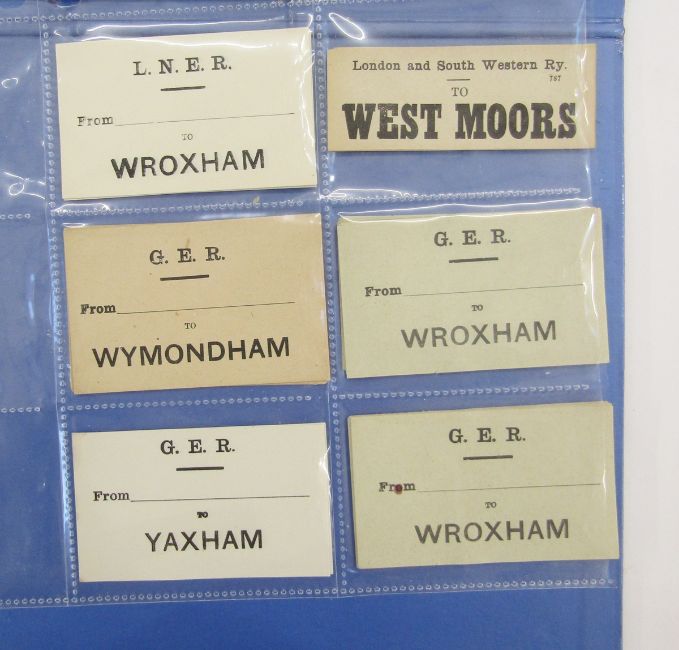 L. N. E. R.
From
TO
WROXHAM
London and South Western Ry.
787
TO
WEST MOORS
G. E. R.
From
TO
WYMONDHAM
G. E. R.
From
TO
WROXHAM
G. E. R.
From
TO
YAXHAM
G. E. R.
From
TO
WROXHAM